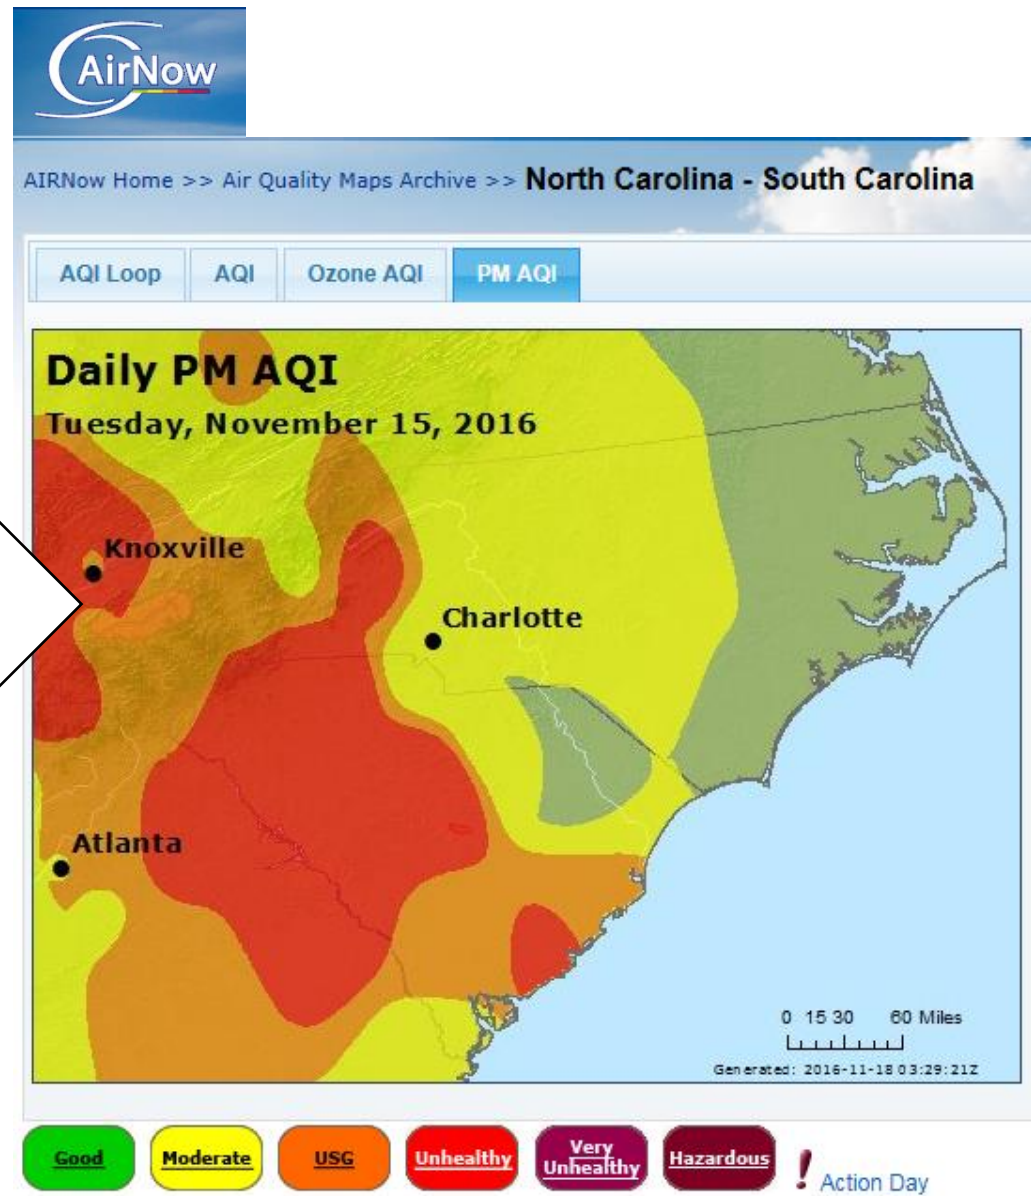 AirNow
AIRNow Home >> Air Quality Maps Archive >> North Carolina - South Carolina
AQI Loop AQI Ozone AQI PM AQI
Daily PM AQI
Tuesday, November 15, 2016
Knoxville
Charlotte
Atlanta
0 15 30 60 Miles
Generated: 2016-11-18 03:29:21Z
Good Moderate USG Unhealthy Very Unhealthy Hazardous ! Action Day